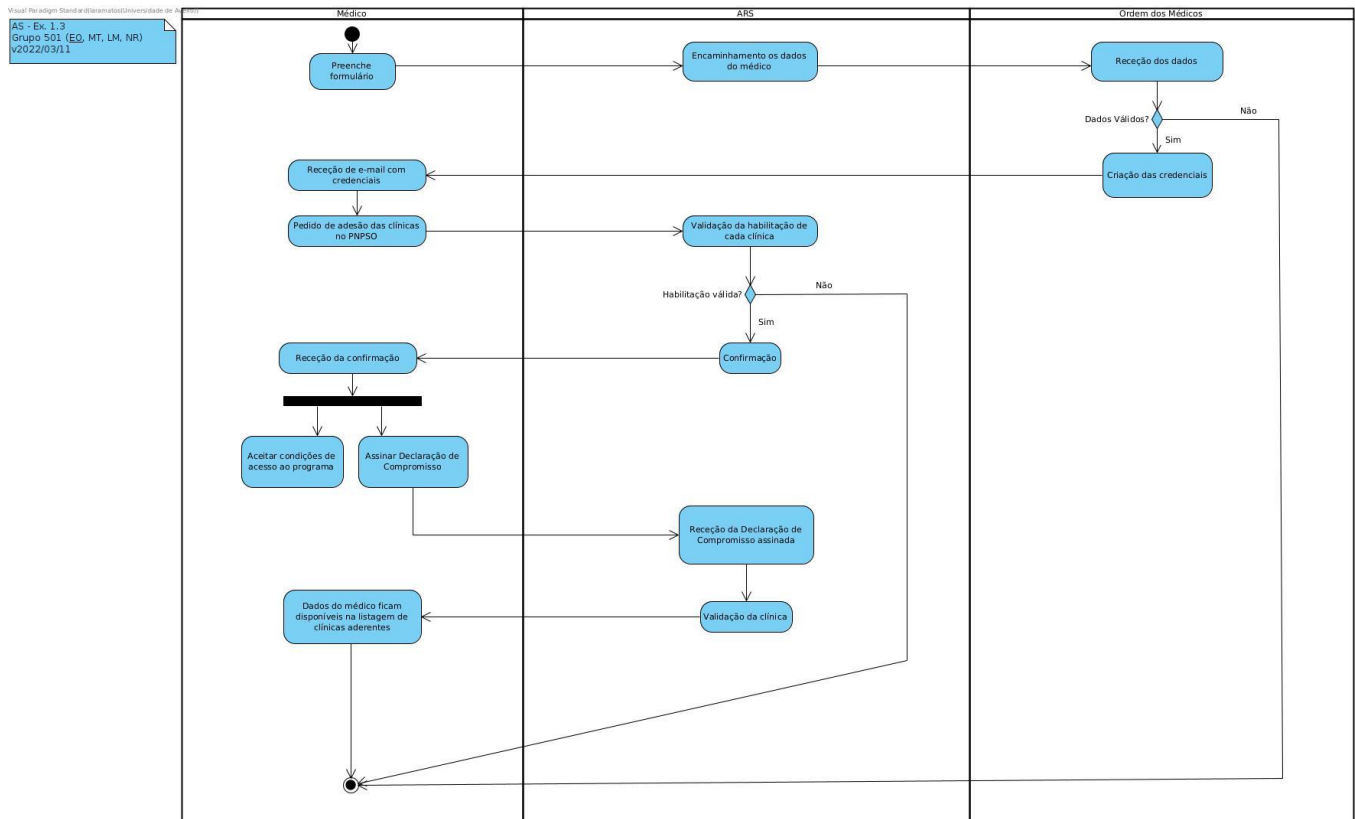 Visual Paradigm Standard(laramatos(Universidade de
AS - Ex. 1.3
Grupo 501 (EO, MT, LM, NR)
v2022/03/11
Médico
ARS
Ordem dos Médicos
Preenche
formulário
Encaminhamento os dados
do médico
Receção dos dados
Dados Válidos?
Não
Sim
Receção de e-mail com
credenciais
Criação das credenciais
Pedido de adesão das clínicas
no PNPSO
Validação da habilitação de
cada clínica
Habilitação válida?
Não
Sim
Receção da confirmação
Confirmação
Aceitar condições de
acesso ao programa
Assinar Declaração de
Compromisso
Receção da Declaração de
Compromisso assinada
Dados do médico ficam
disponíveis na listagem de
clínicas aderentes
Validação da clínica